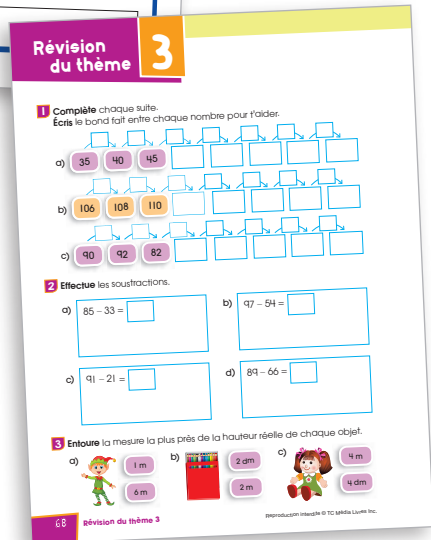 Révision
du thème
3
1 Complète chaque suite.
Écris le bond fait entre chaque nombre pour t'aider.
a) 35 40 45
b) 106 108 110
c) 90 92 82
2 Effectue les soustractions.
a) 85 – 33 =
b) 97 – 54 =
c) 91 – 21 =
d) 89 – 66 =
3 Entoure la mesure la plus près de la hauteur réelle de chaque objet.
a) 1 m
6 m
b) 2 dm
2 m
c) 4 m
4 dm
68 Révision du thème 3
Reproduction interdite © TC Média Livres Inc.